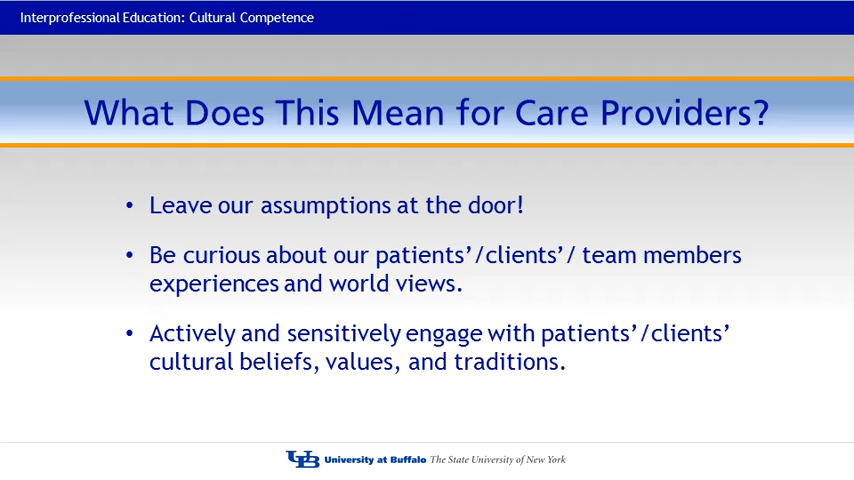 Interprofessional Education: Cultural Competence
What Does This Mean for Care Providers?
• Leave our assumptions at the door!
• Be curious about our patients’/clients’/ team members
experiences and world views.
• Actively and sensitively engage with patients’/clients’
cultural beliefs, values, and traditions.
UB University at Buffalo The State University of New York